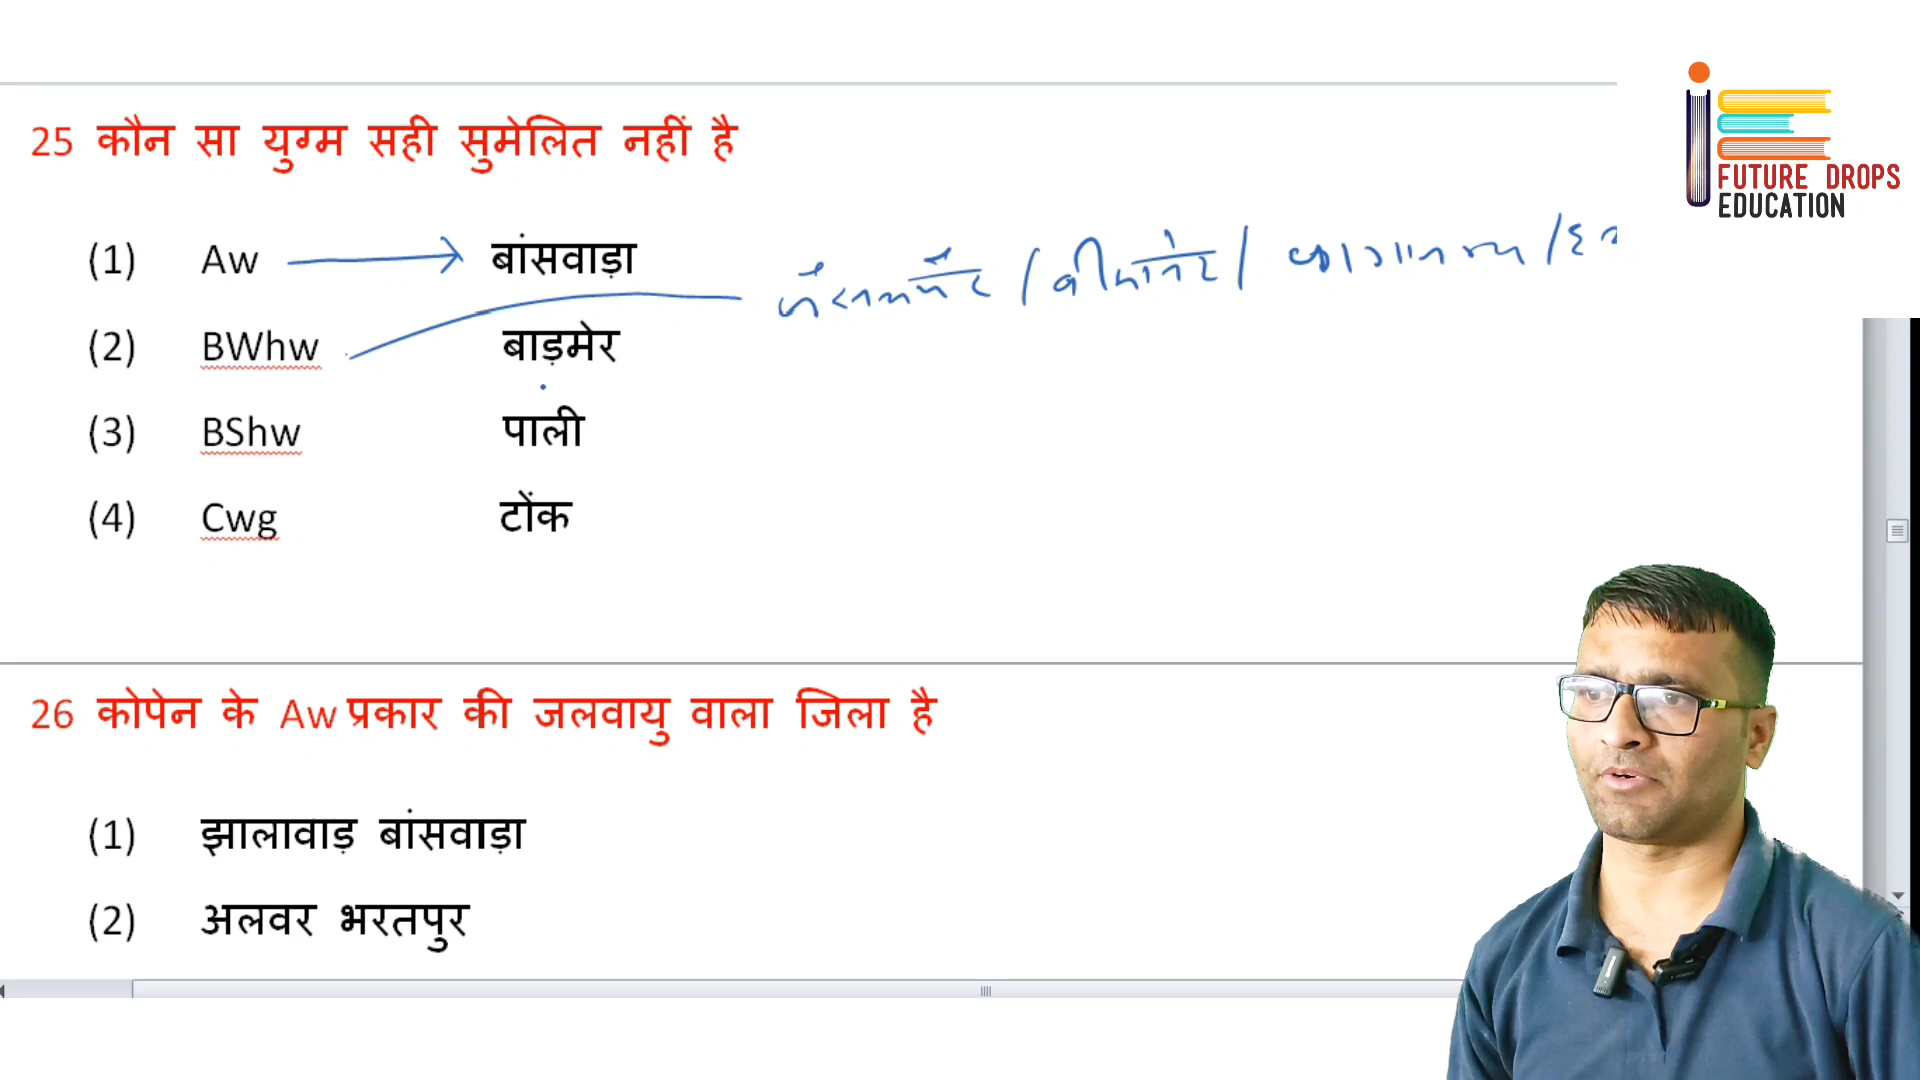 FUTURE DROPS
EDUCATION
25 कौन सा युग्म सही सुमेलित नहीं है
(1) Aw बांसवाड़ा
(2) BWhw बाड़मेर
(3) BShw पाली
(4) Cwg टोंक
26 कोपेन के Aw प्रकार की जलवायु वाला जिला है
(1) झालावाड़ बांसवाड़ा
(2) अलवर भरतपुर